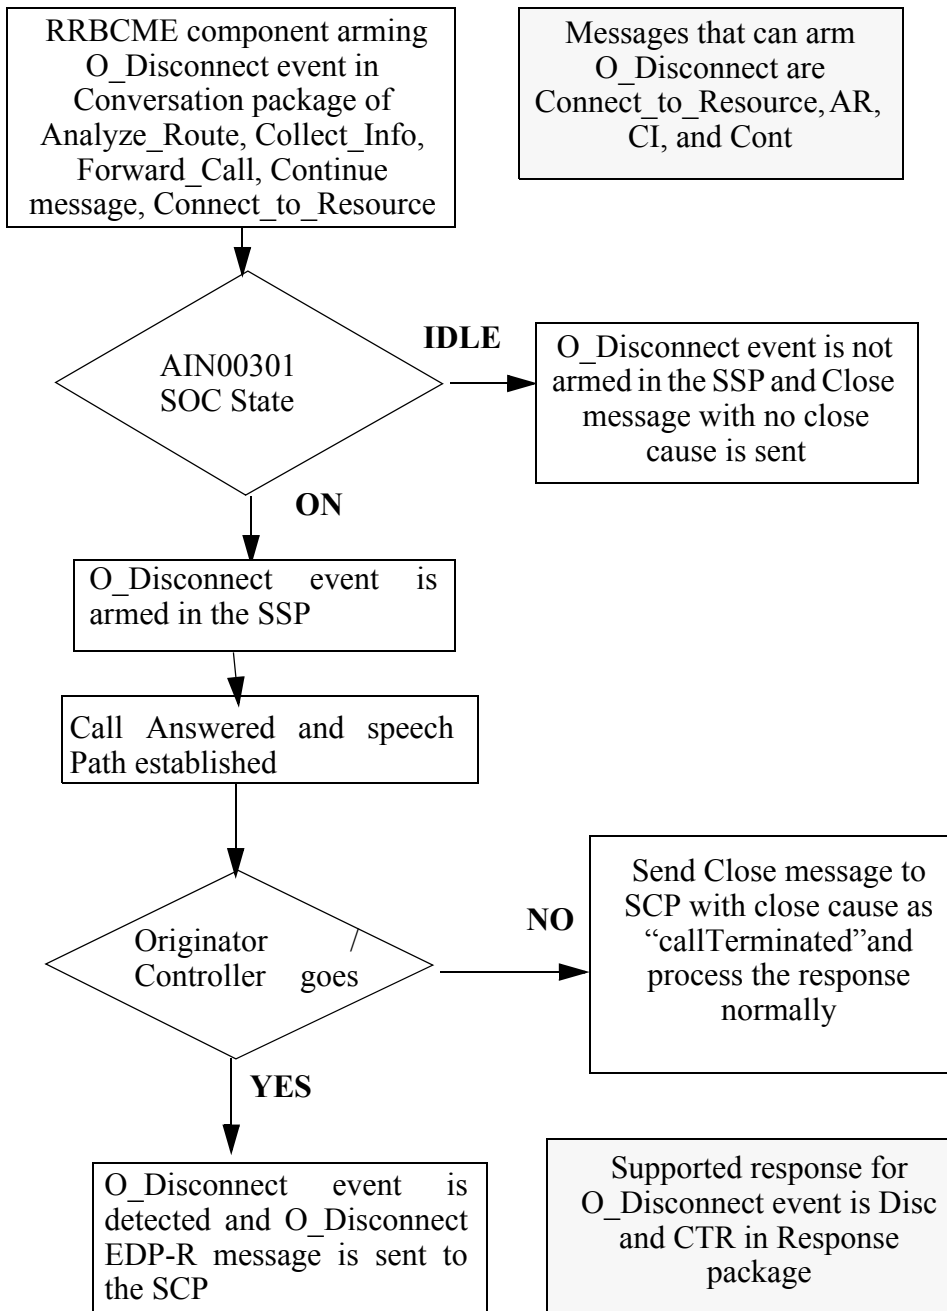 RRBCME component arming
O_Disconnect event in
Conversation package of
Analyze_Route, Collect_Info,
Forward_Call, Continue
message, Connect_to_Resource
Messages that can arm
O_Disconnect are
Connect_to_Resource, AR,
CI, and Cont
AIN00301
SOC State
IDLE
O_Disconnect event is not
armed in the SSP and Close
message with no close
cause is sent
ON
O_Disconnect event is
armed in the SSP
Call Answered and speech
Path established
Originator /
Controller goes
NO
Send Close message to
SCP with close cause as
“callTerminated”and
process the response
normally
YES
O_Disconnect event is
detected and O_Disconnect
EDP-R message is sent to
the SCP
Supported response for
O_Disconnect event is Disc
and CTR in Response
package